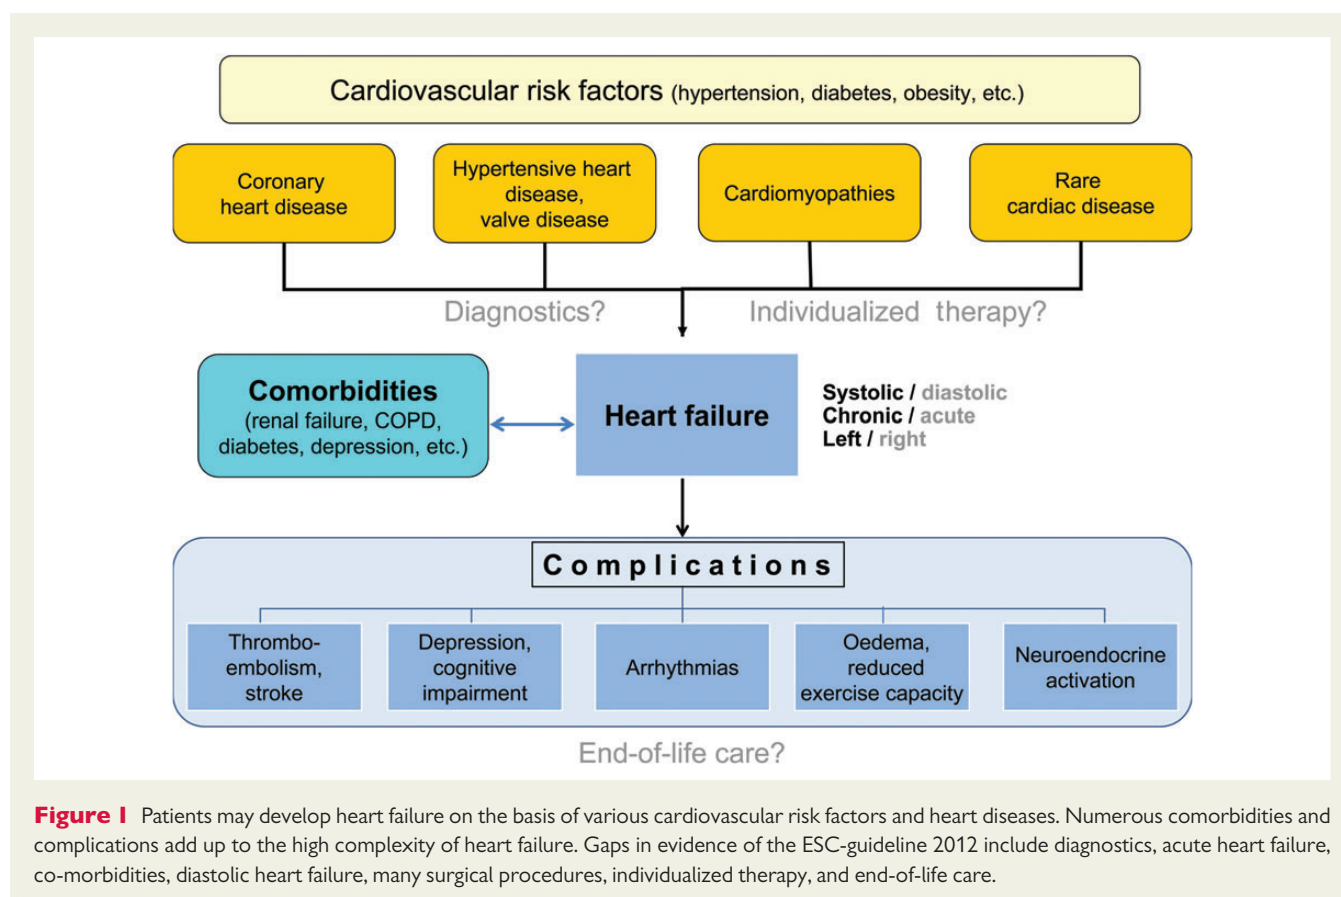 Cardiovascular risk factors (hypertension, diabetes, obesity, etc.)
Coronary
heart disease
Hypertensive heart
disease,
valve disease
Cardiomyopathies
Rare
cardiac disease
Diagnostics?
Individualized therapy?
Comorbidities
(renal failure, COPD,
diabetes, depression, etc.)
Heart failure
Systolic / diastolic
Chronic / acute
Left / right
Complications
Thrombo-
embolism,
stroke
Depression,
cognitive
impairment
Arrhythmias
Oedema,
reduced
exercise capacity
Neuroendocrine
activation
End-of-life care?
Figure 1 Patients may develop heart failure on the basis of various cardiovascular risk factors and heart diseases. Numerous comorbidities and
complications add up to the high complexity of heart failure. Gaps in evidence of the ESC-guideline 2012 include diagnostics, acute heart failure,
co-morbidities, diastolic heart failure, many surgical procedures, individualized therapy, and end-of-life care.